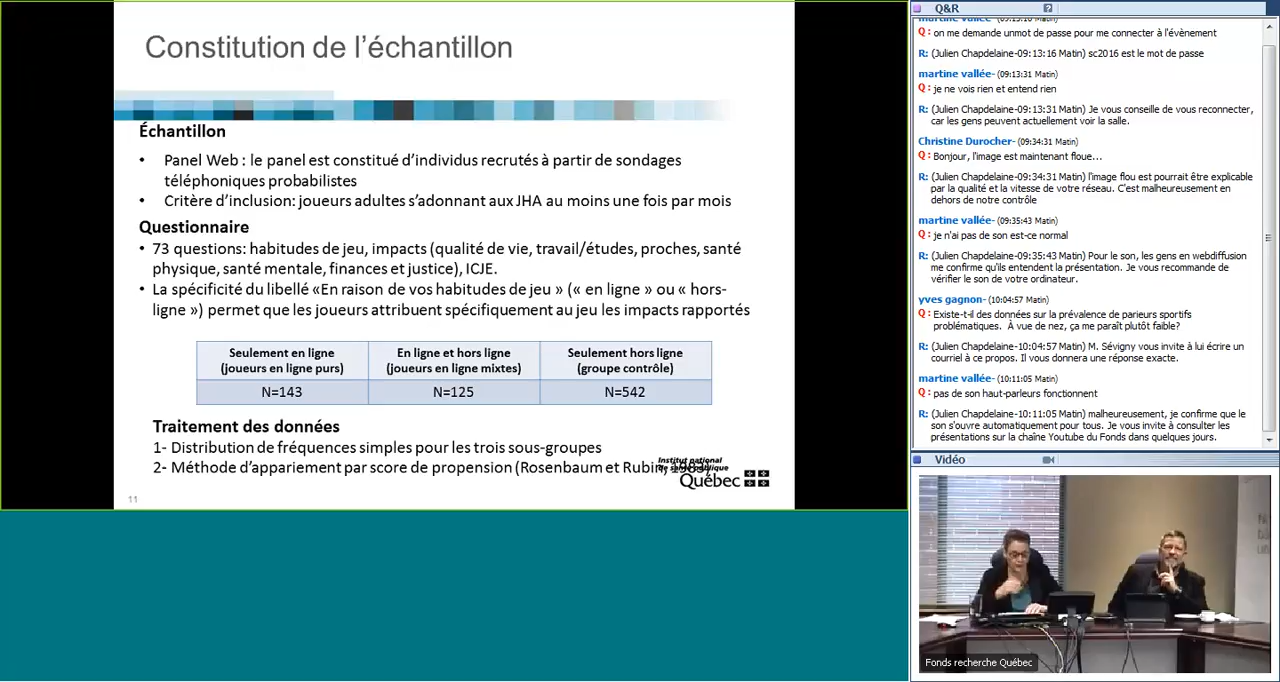 Constitution de l’échantillon
Échantillon
• Panel Web : le panel est constitué d’individus recrutés à partir de sondages
téléphoniques probabilistes
• Critère d’inclusion: joueurs adultes s’adonnant aux JHA au moins une fois par mois
Questionnaire
• 73 questions: habitudes de jeu, impacts (qualité de vie, travail/études, proches, santé
physique, santé mentale, finances et justice), ICJE.
• La spécificité du libellé «En raison de vos habitudes de jeu » (« en ligne » ou « hors-
ligne ») permet que les joueurs attribuent spécifiquement au jeu les impacts rapportés
Seulement en ligne
(joueurs en ligne purs)
En ligne et hors ligne
(joueurs en ligne mixtes)
Seulement hors ligne
(groupe contrôle)
N=143
N=125
N=542
Traitement des données
1- Distribution de fréquences simples pour les trois sous-groupes
2- Méthode d’appariement par score de propension (Rosenbaum et Rubin, 1983)
Institut national
de santé publique
Québec
11
Q&R
martine vallée- (09:13:16 Matin)
Q : on me demande unmot de passe pour me connecter à l'évènement
R: (Julien Chapdelaine-09:13:16 Matin) sc2016 est le mot de passe
martine vallée- (09:13:31 Matin)
Q : je ne vois rien et entend rien
R: (Julien Chapdelaine-09:13:31 Matin) Je vous conseille de vous reconnecter,
car les gens peuvent actuellement voir la salle.
Christine Durocher- (09:34:31 Matin)
Q : Bonjour, l'image est maintenant floue...
R: (Julien Chapdelaine-09:34:31 Matin) l'image flou est pourrait être explicable
par la qualité et la vitesse de votre réseau. C'est malheureusement en
dehors de notre contrôle
martine vallée- (09:35:43 Matin)
Q : je n'ai pas de son est-ce normal
R: (Julien Chapdelaine-09:35:43 Matin) Pour le son, les gens en webdiffusion
me confirme qu'ils entendent la présentation. Je vous recommande de
vérifier le son de votre ordinateur.
yves gagnon- (10:04:57 Matin)
Q : Existe-t-il des données sur la prévalence de parieurs sportifs
problématiques. À vue de nez, ça me paraît plutôt faible?
R: (Julien Chapdelaine-10:04:57 Matin) M. Sévigny vous invite à lui écrire un
courriel à ce propos. Il vous donnera une réponse exacte.
martine vallée- (10:11:05 Matin)
Q : pas de son haut-parleurs fonctionnent
R: (Julien Chapdelaine-10:11:05 Matin) malheureusement, je confirme que le
son s'ouvre automatiquement pour tous. Je vous invite à consulter les
présentations sur la chaîne Youtube du Fonds dans quelques jours.
Vidéo
Fonds recherche Québec